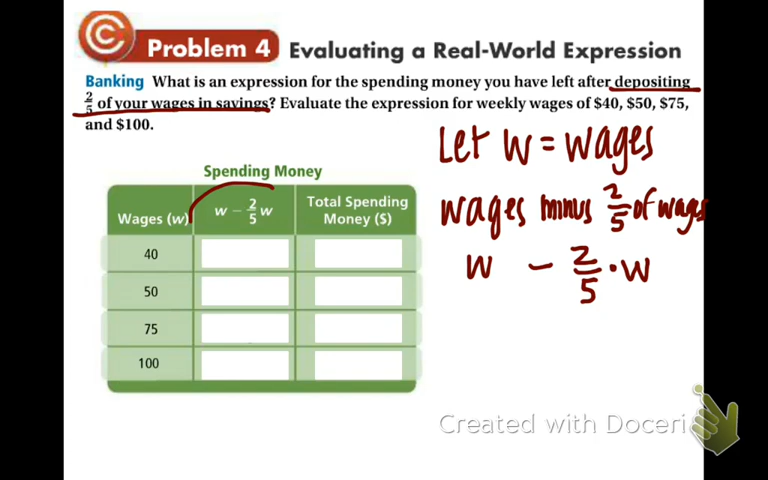 C
Problem 4 Evaluating a Real-World Expression
Banking What is an expression for the spending money you have left after depositing
2/5 of your wages in savings? Evaluate the expression for weekly wages of $40, $50, $75,
and $100.
Let w = wages
wages minus 2/5 of wages
w - 2/5 · w
Spending Money
Wages (w) w − 2/5 w Total Spending Money ($)
40
50
75
100
Created with Doceri